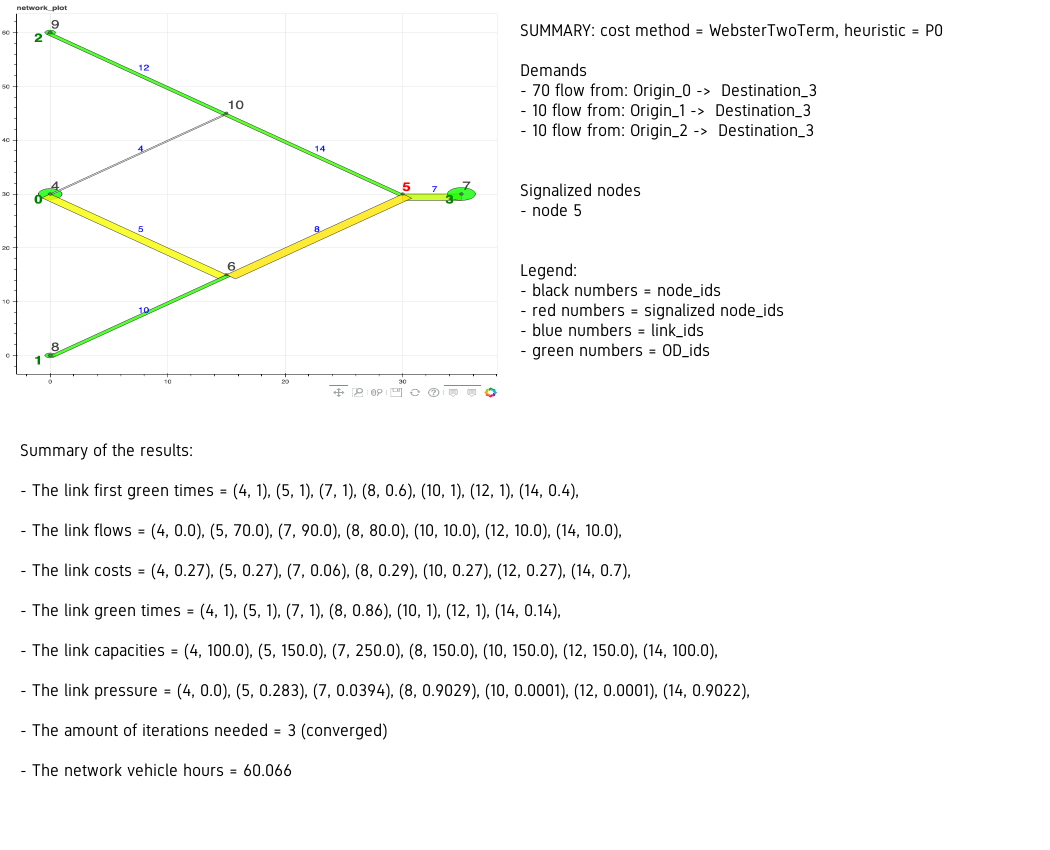 network_plot
60
50
40
30
20
10
0
0
10
20
30
9
2
12
10
4
14
4
0
5
7
7
3
5
8
6
10
8
1
SUMMARY: cost method = WebsterTwoTerm, heuristic = P0
Demands
- 70 flow from: Origin_0 -> Destination_3
- 10 flow from: Origin_1 -> Destination_3
- 10 flow from: Origin_2 -> Destination_3
Signalized nodes
- node 5
Legend:
- black numbers = node_ids
- red numbers = signalized node_ids
- blue numbers = link_ids
- green numbers = OD_ids
Summary of the results:
- The link first green times = (4, 1), (5, 1), (7, 1), (8, 0.6), (10, 1), (12, 1), (14, 0.4),
- The link flows = (4, 0.0), (5, 70.0), (7, 90.0), (8, 80.0), (10, 10.0), (12, 10.0), (14, 10.0),
- The link costs = (4, 0.27), (5, 0.27), (7, 0.06), (8, 0.29), (10, 0.27), (12, 0.27), (14, 0.7),
- The link green times = (4, 1), (5, 1), (7, 1), (8, 0.86), (10, 1), (12, 1), (14, 0.14),
- The link capacities = (4, 100.0), (5, 150.0), (7, 250.0), (8, 150.0), (10, 150.0), (12, 150.0), (14, 100.0),
- The link pressure = (4, 0.0), (5, 0.283), (7, 0.0394), (8, 0.9029), (10, 0.0001), (12, 0.0001), (14, 0.9022),
- The amount of iterations needed = 3 (converged)
- The network vehicle hours = 60.066